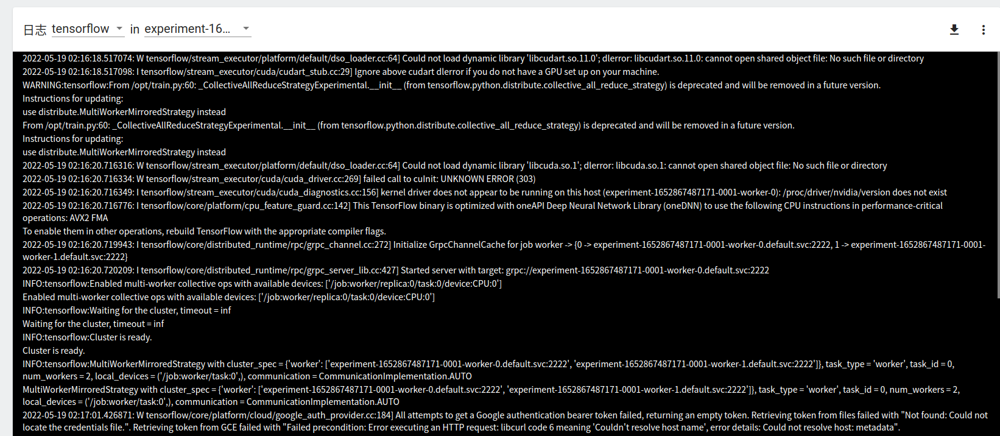 日志 tensorflow in experiment-16...
2022-05-19 02:16:18.517074: W tensorflow/stream_executor/platform/default/dso_loader.cc:64] Could not load dynamic library 'libcudart.so.11.0'; dlerror: libcudart.so.11.0: cannot open shared object file: No such file or directory
2022-05-19 02:16:18.517098: I tensorflow/stream_executor/cuda/cudart_stub.cc:29] Ignore above cudart dlerror if you do not have a GPU set up on your machine.
WARNING:tensorflow:From /opt/train.py:60: _CollectiveAllReduceStrategyExperimental.__init__ (from tensorflow.python.distribute.collective_all_reduce_strategy) is deprecated and will be removed in a future version.
Instructions for updating:
use distribute.MultiWorkerMirroredStrategy instead
From /opt/train.py:60: _CollectiveAllReduceStrategyExperimental.__init__ (from tensorflow.python.distribute.collective_all_reduce_strategy) is deprecated and will be removed in a future version.
Instructions for updating:
use distribute.MultiWorkerMirroredStrategy instead
2022-05-19 02:16:20.716316: W tensorflow/stream_executor/platform/default/dso_loader.cc:64] Could not load dynamic library 'libcuda.so.1'; dlerror: libcuda.so.1: cannot open shared object file: No such file or directory
2022-05-19 02:16:20.716334: W tensorflow/stream_executor/cuda/cuda_driver.cc:269] failed call to cuInit: UNKNOWN ERROR (303)
2022-05-19 02:16:20.716349: I tensorflow/stream_executor/cuda/cuda_diagnostics.cc:156] kernel driver does not appear to be running on this host (experiment-1652867487171-0001-worker-0): /proc/driver/nvidia/version does not exist
2022-05-19 02:16:20.716776: I tensorflow/core/platform/cpu_feature_guard.cc:142] This TensorFlow binary is optimized with oneAPI Deep Neural Network Library (oneDNN) to use the following CPU instructions in performance-critical
operations: AVX2 FMA
To enable them in other operations, rebuild TensorFlow with the appropriate compiler flags.
2022-05-19 02:16:20.719943: I tensorflow/core/distributed_runtime/rpc/grpc_channel.cc:272] Initialize GrpcChannelCache for job worker -> {0 -> experiment-1652867487171-0001-worker-0.default.svc:2222, 1 -> experiment-1652867487171-0001-
worker-1.default.svc:2222}
2022-05-19 02:16:20.720209: I tensorflow/core/distributed_runtime/rpc/grpc_server_lib.cc:427] Started server with target: grpc://experiment-1652867487171-0001-worker-0.default.svc:2222
INFO:tensorflow:Enabled multi-worker collective ops with available devices: ['/job:worker/replica:0/task:0/device:CPU:0']
Enabled multi-worker collective ops with available devices: ['/job:worker/replica:0/task:0/device:CPU:0']
INFO:tensorflow:Waiting for the cluster, timeout = inf
Waiting for the cluster, timeout = inf
INFO:tensorflow:Cluster is ready.
Cluster is ready.
INFO:tensorflow:MultiWorkerMirroredStrategy with cluster_spec = {'worker': ['experiment-1652867487171-0001-worker-0.default.svc:2222', 'experiment-1652867487171-0001-worker-1.default.svc:2222']}, task_type = 'worker', task_id = 0,
num_workers = 2, local_devices = ('/job:worker/task:0',), communication = CommunicationImplementation.AUTO
MultiWorkerMirroredStrategy with cluster_spec = {'worker': ['experiment-1652867487171-0001-worker-0.default.svc:2222', 'experiment-1652867487171-0001-worker-1.default.svc:2222']}, task_type = 'worker', task_id = 0, num_workers = 2,
local_devices = ('/job:worker/task:0',), communication = CommunicationImplementation.AUTO
2022-05-19 02:17:01.426871: W tensorflow/core/platform/cloud/google_auth_provider.cc:184] All attempts to get a Google authentication bearer token failed, returning an empty token. Retrieving token from files failed with "Not found: Could not
locate the credentials file.". Retrieving token from GCE failed with "Failed precondition: Error executing an HTTP request: libcurl code 6 meaning 'Couldn't resolve host name', error details: Could not resolve host: metadata".